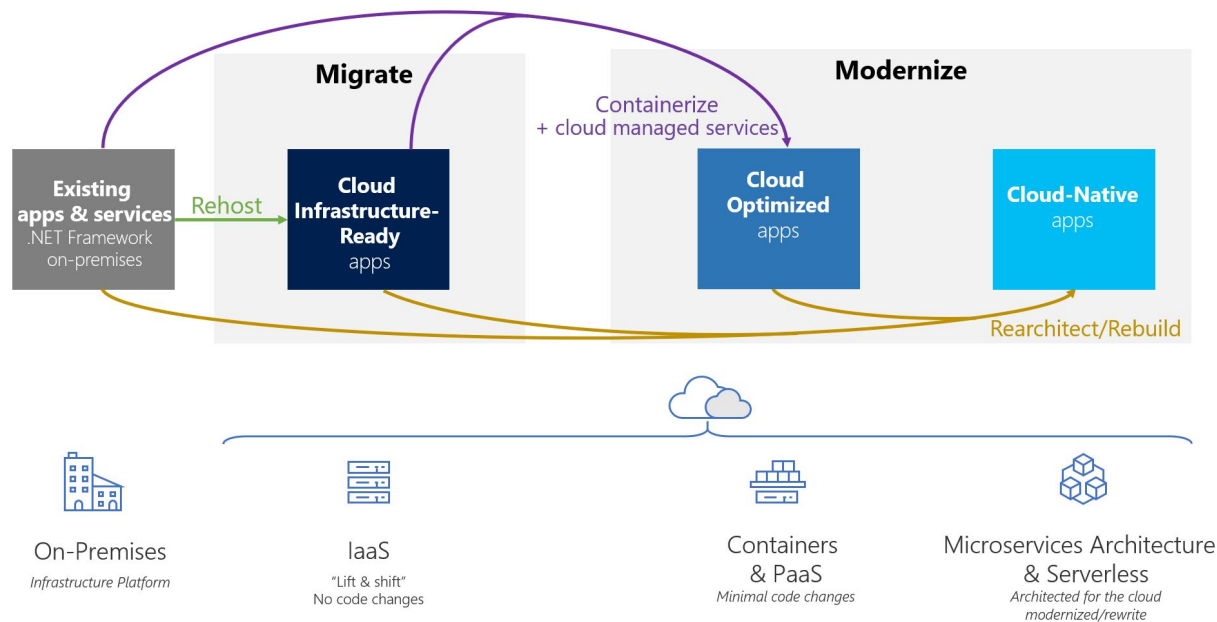 Migrate
Modernize
Containerize
+ cloud managed services
Existing
apps & services
.NET Framework
on-premises
Rehost
Cloud
Infrastructure-
Ready
apps
Cloud
Optimized
apps
Cloud-Native
apps
Rearchitect/Rebuild
On-Premises
Infrastructure Platform
IaaS
"Lift & shift"
No code changes
Containers
& PaaS
Minimal code changes
Microservices Architecture
& Serverless
Architected for the cloud
modernized/rewrite